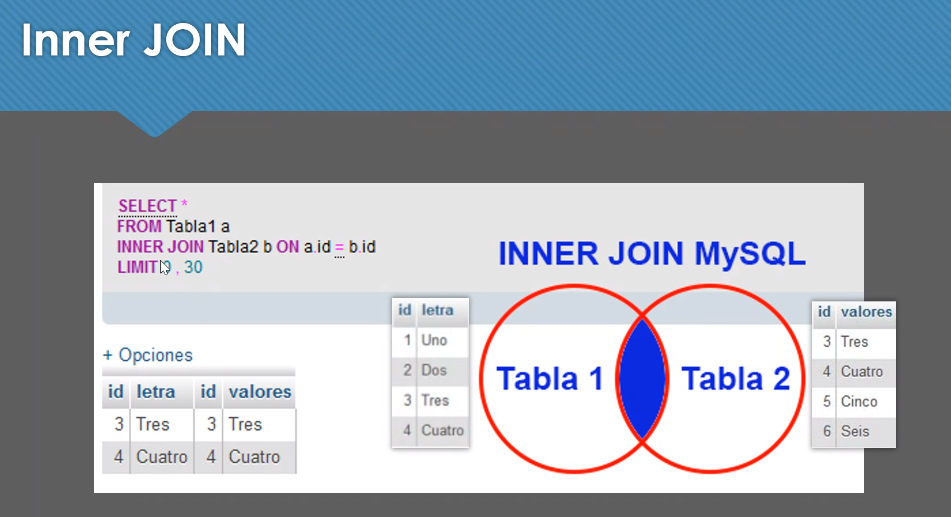 Inner JOIN
SELECT *
FROM Tabla1 a
INNER JOIN Tabla2 b ON a.id = b.id
LIMIT 0 , 30
INNER JOIN MySQL
+ Opciones
id letra id valores
3 Tres 3 Tres
4 Cuatro 4 Cuatro
id letra
1 Uno
2 Dos
3 Tres
4 Cuatro
Tabla 1
Tabla 2
id valores
3 Tres
4 Cuatro
5 Cinco
6 Seis